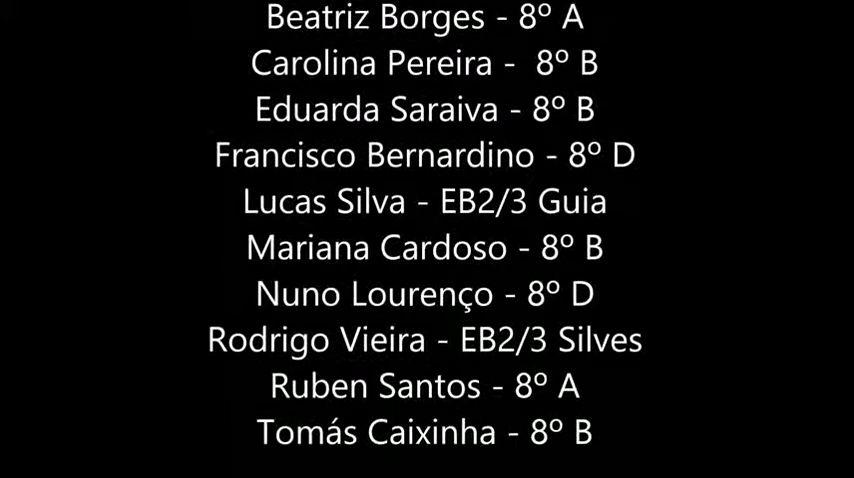 Beatriz Borges - 8º A
Carolina Pereira -  8º B
Eduarda Saraiva - 8º B
Francisco Bernardino - 8º D
Lucas Silva - EB2/3 Guia
Mariana Cardoso - 8º B
Nuno Lourenço - 8º D
Rodrigo Vieira - EB2/3 Silves
Ruben Santos - 8º A
Tomás Caixinha - 8º B